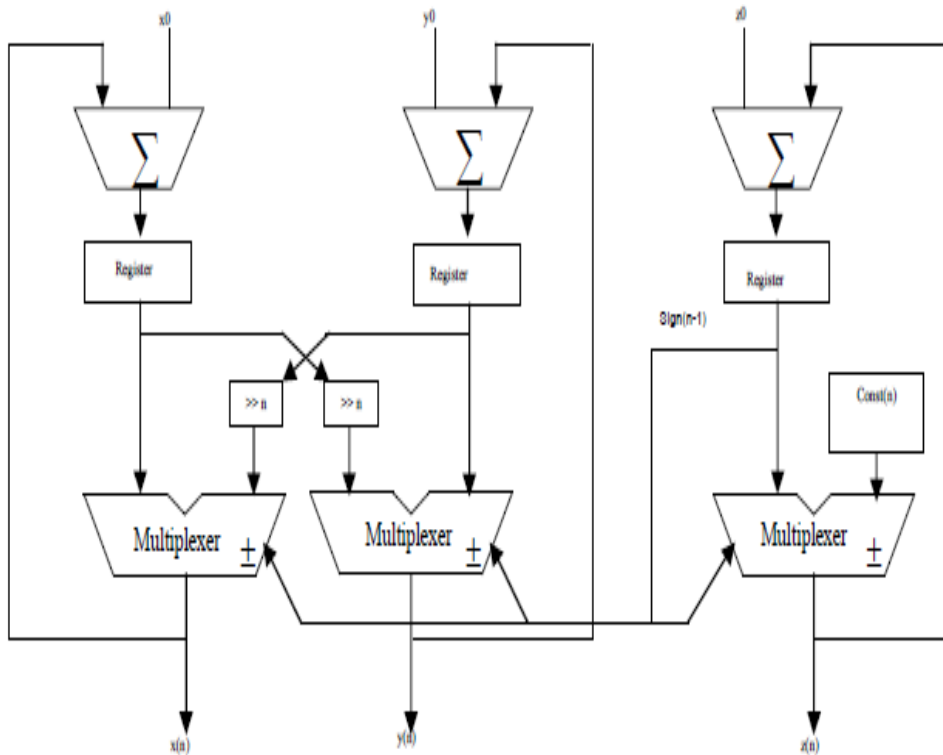 x0
y0
z0
∑
∑
∑
Register
Register
Register
Sign(n-1)
>> n
>> n
Const(n)
Multiplexer ±
Multiplexer ±
Multiplexer ±
x(n)
y(n)
z(n)